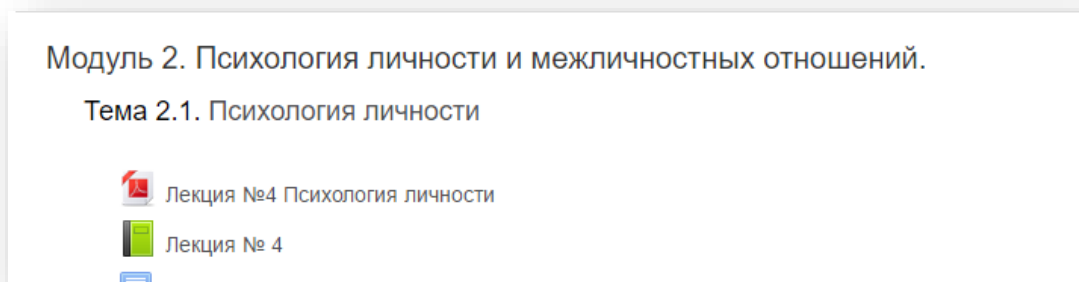 Модуль 2. Психология личности и межличностных отношений.
Тема 2.1. Психология личности
Лекция №4 Психология личности
Лекция № 4